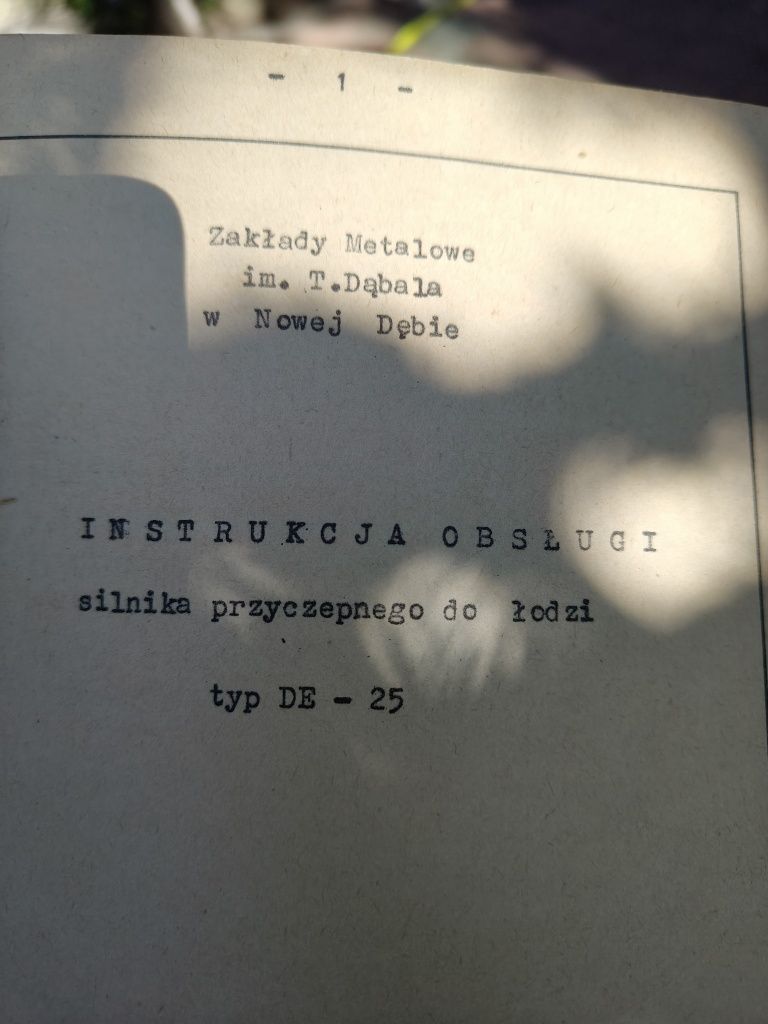 - 1 -
Zakłady Metalowe
im. T.Dąbala
w Nowej Dębie
INSTRUKCJA OBSŁUGI
silnika przyczepnego do łodzi
typ DE - 25